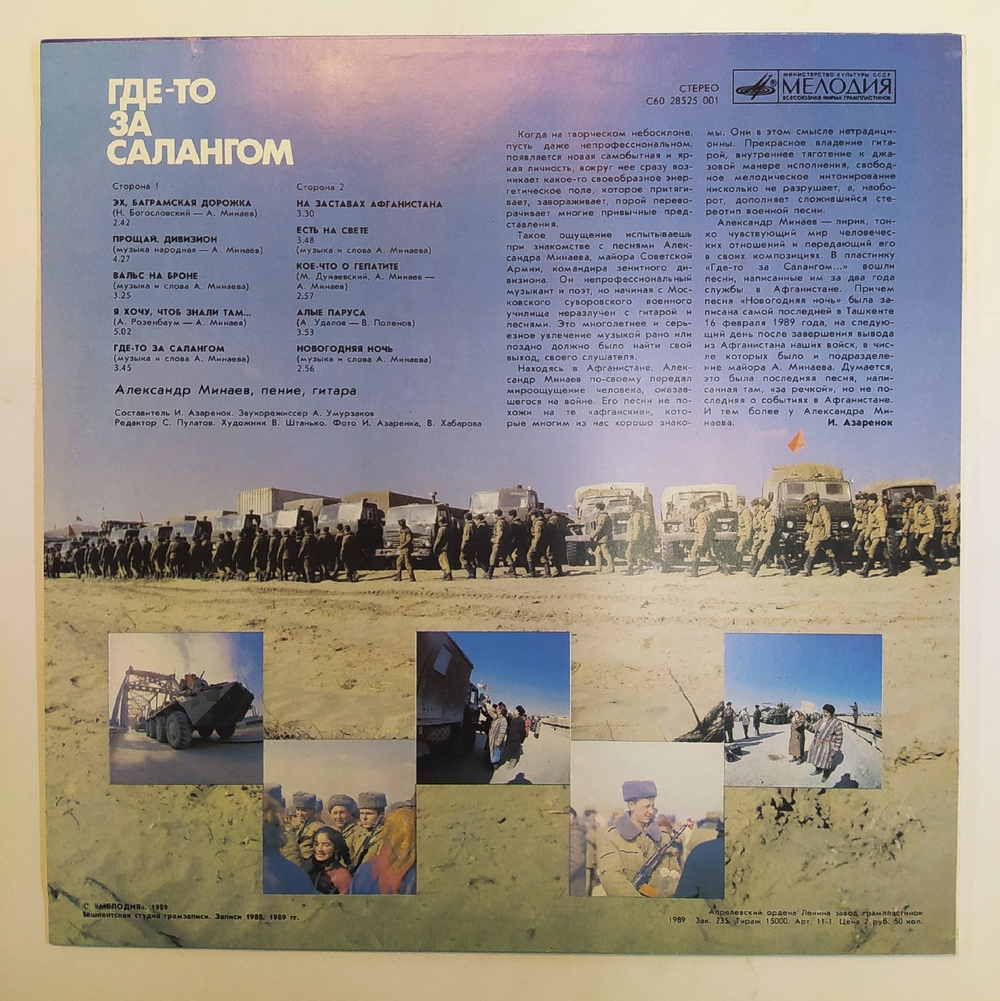 ГДЕ-ТО
ЗА
САЛАНГОМ
СТЕРЕО
С60 28525 001
МИНИСТЕРСТВО КУЛЬТУРЫ СССР
МЕЛОДИЯ
ВСЕСОЮЗНАЯ ФИРМА ГРАМПЛАСТИНОК
Сторона 1
ЭХ, БАГРАМСКАЯ ДОРОЖКА
(Н. Богословский — А. Минаев)
2.42
ПРОЩАЙ, ДИВИЗИОН
(музыка народная — А. Минаев)
4.27
ВАЛЬС НА БРОНЕ
(музыка и слова А. Минаева)
3.25
Я ХОЧУ, ЧТОБ ЗНАЛИ ТАМ...
(А. Розенбаум — А. Минаев)
5.02
ГДЕ-ТО ЗА САЛАНГОМ
(музыка и слова А. Минаева)
3.45
Сторона 2
НА ЗАСТАВАХ АФГАНИСТАНА
3.30
ЕСТЬ НА СВЕТЕ
3.48
(музыка и слова А. Минаева)
КОЕ-ЧТО О ГЕПАТИТЕ
(М. Дунаевский, А. Минаев —
А. Минаев)
2.57
АЛЫЕ ПАРУСА
(А. Удалов — В. Поленов)
3.53
НОВОГОДНЯЯ НОЧЬ
(музыка и слова А. Минаева)
2.56
Александр Минаев, пение, гитара
Составитель И. Азаренок. Звукорежиссер А. Умурзаков
Редактор С. Пулатов. Художник В. Штанько. Фото И. Азаренка, В. Хабарова
Когда на творческом небосклоне,
пусть даже непрофессиональном,
появляется новая самобытная и яр-
кая личность, вокруг нее сразу воз-
никает какое-то своеобразное энер-
гетическое поле, которое притяги-
вает, завораживает, порой перево-
рачивает многие привычные пред-
ставления.
Такое ощущение испытываешь
при знакомстве с песнями Алек-
сандра Минаева, майора Советской
Армии, командира зенитного ди-
визиона. Он непрофессиональный
музыкант и поэт, но начиная с Мос-
ковского суворовского военного
училища неразлучен с гитарой и
песнями. Это многолетнее и серь-
езное увлечение музыкой рано или
поздно должно было найти свой
выход, своего слушателя.
Находясь в Афганистане, Алек-
сандр Минаев по-своему передал
мироощущение человека, оказав-
шегося на войне. Его песни не по-
хожи на те «афганские», кото-
рые многим из нас хорошо знако-
мы. Они в этом смысле нетрадици-
онны. Прекрасное владение гита-
рой, внутреннее тяготение к джа-
зовой манере исполнения, свобод-
ное мелодическое интонирование
нисколько не разрушает, а, наобо-
рот, дополняет сложившийся сте-
реотип военной песни.
Александр Минаев — лирик, тон-
ко чувствующий мир человечес-
ких отношений и передающий его
в своих композициях. В пластинку
«Где-то за Салангом...» вошли
песни, написанные им за два года
службы в Афганистане. Причем
песня «Новогодняя ночь» была за-
писана самой последней в Ташкенте
16 февраля 1989 года, на следую-
щий день после завершения вывода
из Афганистана наших войск, в чис-
ле которых было и подразделе-
ние майора А. Минаева. Думается,
это была последняя песня, напи-
санная там, «за речкой», но не по-
следняя о событиях в Афганистане.
И тем более у Александра Ми-
наева.
И. Азаренок
© «МЕЛОДИЯ», 1989
Ташкентская студия грамзаписи. Записи 1988, 1989 гг.
Апрелевский ордена Ленина завод грампластинок
1989 Зак. 235. Тираж 15000. Арт. 11-1. Цена 2 руб. 50 коп.